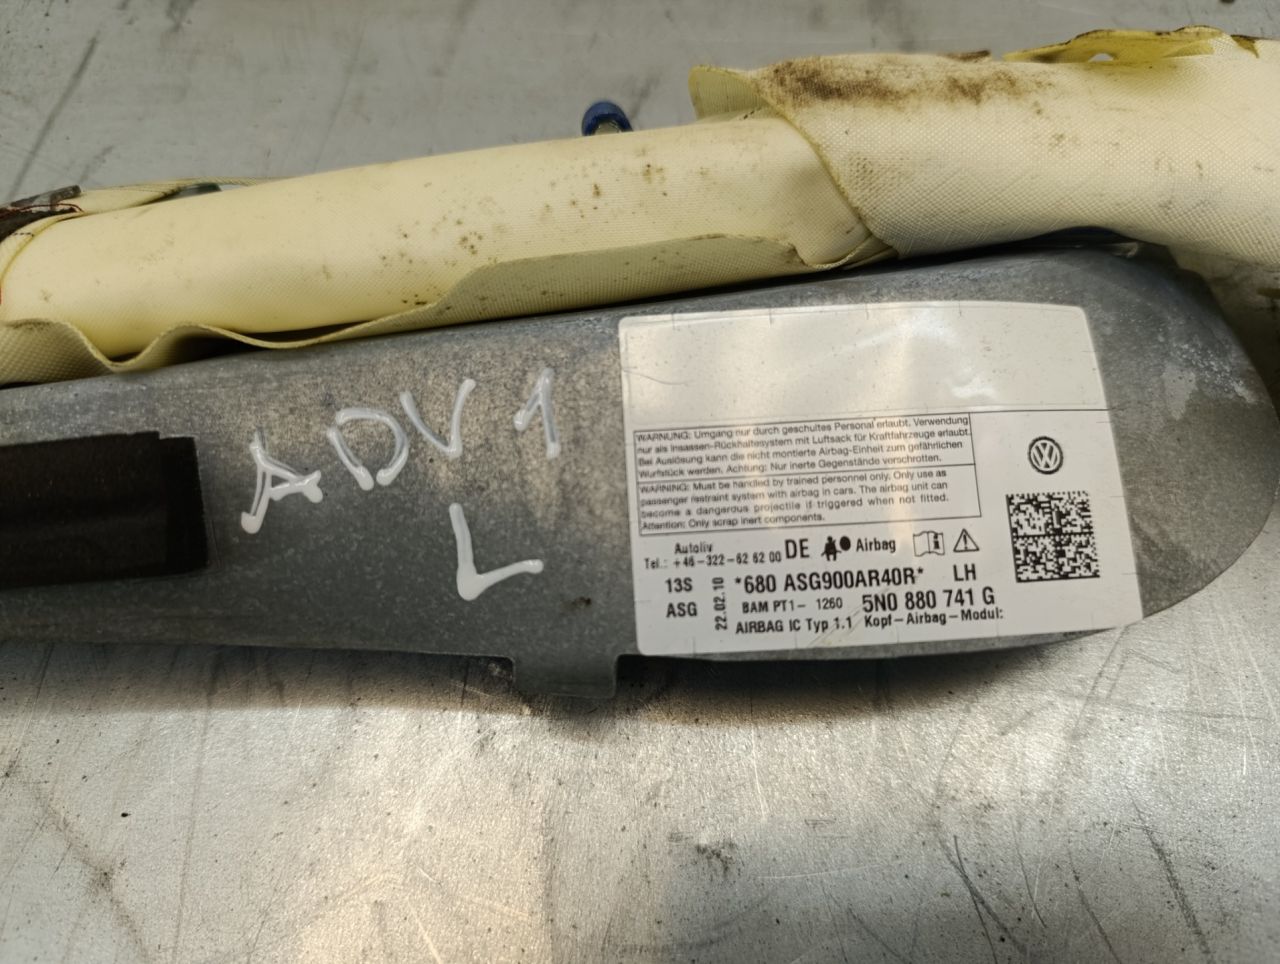 ADV1
L
WARNUNG: Umgang nur durch geschultes Personal erlaubt. Verwendung
nur als Insassen-Rückhaltesystem mit Luftsack für Kraftfahrzeuge erlaubt.
Bei Auslösung kann die nicht montierte Airbag-Einheit zum gefährlichen
Wurfstück werden. Achtung: Nur inerte Gegenstände verschrotten.
WARNING: Must be handled by trained personnel only. Only use as
passenger restraint system with airbag in cars. The airbag unit can
become a dangerous projectile if triggered when not fitted.
Attention: Only scrap inert components.
Autoliv
Tel.: +46-322-626200 DE Airbag
13S 22.02.10 *680 ASG900AR40R* LH
ASG BAM PT1- 1260 5N0 880 741 G
AIRBAG IC Typ 1.1 Kopf-Airbag-Modul: